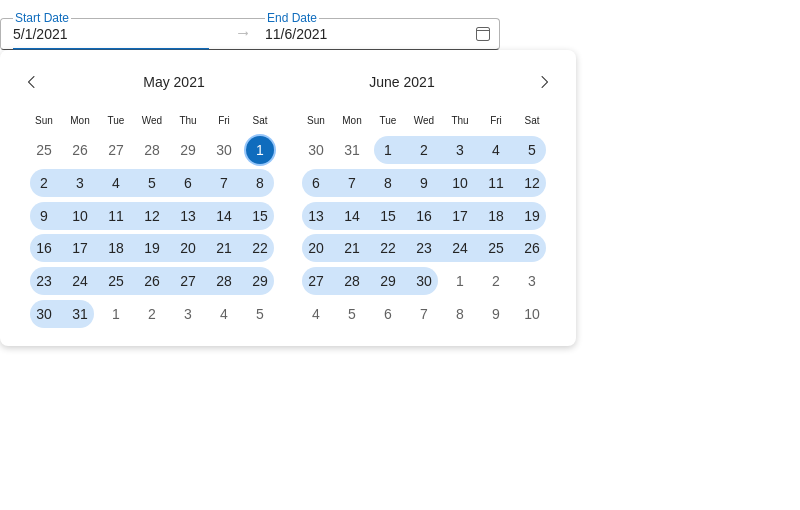 Start Date End Date
5/1/2021 → 11/6/2021
May 2021 June 2021
Sun Mon Tue Wed Thu Fri Sat Sun Mon Tue Wed Thu Fri Sat
25 26 27 28 29 30 1 30 31 1 2 3 4 5
2 3 4 5 6 7 8 6 7 8 9 10 11 12
9 10 11 12 13 14 15 13 14 15 16 17 18 19
16 17 18 19 20 21 22 20 21 22 23 24 25 26
23 24 25 26 27 28 29 27 28 29 30 1 2 3
30 31 1 2 3 4 5 4 5 6 7 8 9 10